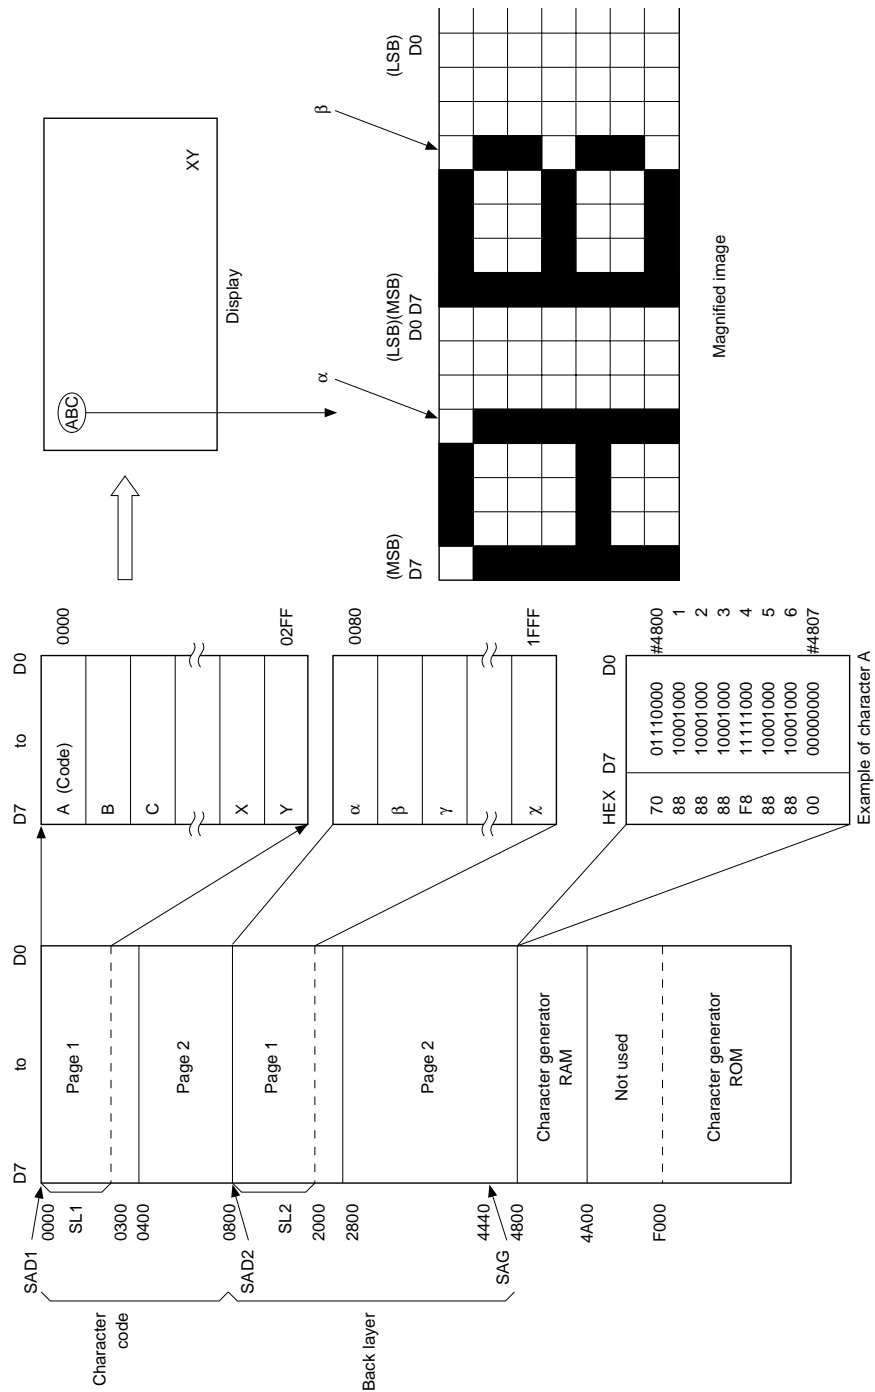 Character
code
Back layer
SAD1
SAD2
SAG
0000
SL1
0300
0400
0800
SL2
2000
2800
4440
4800
4A00
F000
D7 to D0
Page 1
Page 2
Page 1
Page 2
Character generator
RAM
Not used
Character generator
ROM
D7 to D0
A (Code) 0000
B
C
X
Y 02FF
α 0080
β
γ
χ 1FFF
HEX D7 D0
70 01110000 #4800
88 10001000 1
88 10001000 2
88 10001000 3
F8 11111000 4
88 10001000 5
88 10001000 6
00 00000000 #4807
Example of character A
ABC
XY
Display
α
β
(MSB) (LSB)(MSB) (LSB)
D7 D0 D7 D0
Magnified image